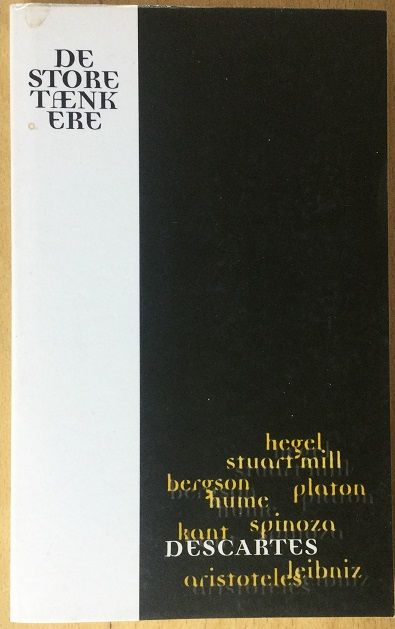 DE
STORE
TÆNK
ERE
hegel
stuart mill
bergson platon
hume
spinoza
kant
DESCARTES
leibniz
aristoteles